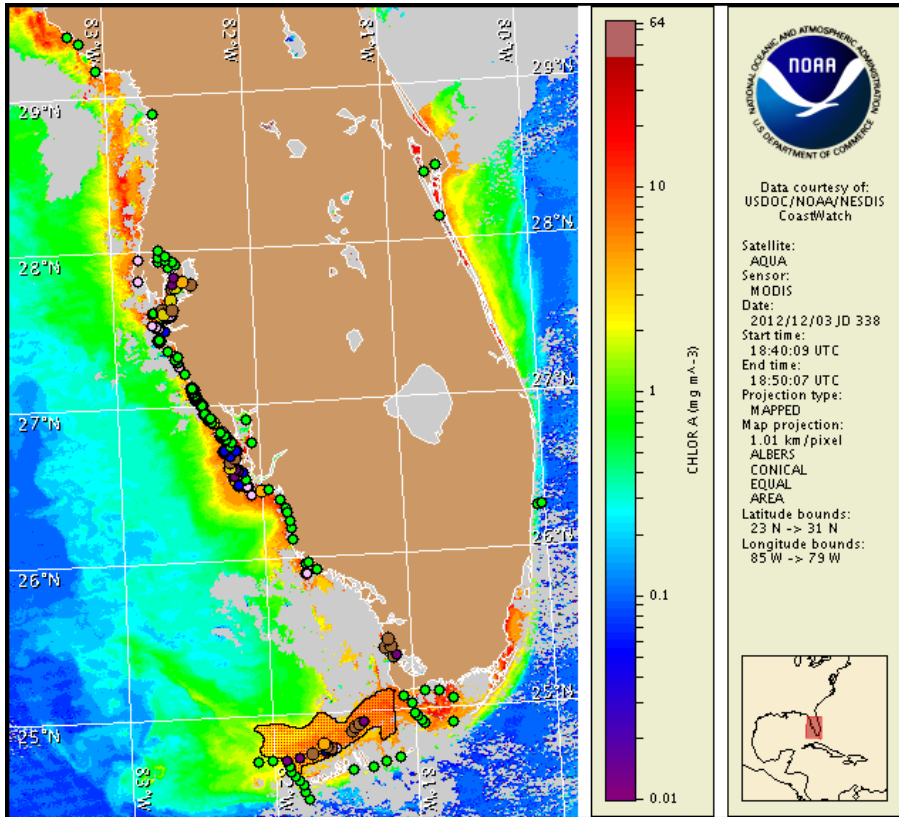 83°W
82°W
81°W
80°W
29°N
29°N
28°N
28°N
27°N
27°N
26°N
26°N
25°N
25°N
83°W
82°W
81°W
64
10
1
0.1
0.01
CHLOR A (mg m^-3)
NATIONAL OCEANIC AND ATMOSPHERIC ADMINISTRATION
NOAA
U.S. DEPARTMENT OF COMMERCE
Data courtesy of:
USDOC/NOAA/NESDIS
CoastWatch
Satellite:
AQUA
Sensor:
MODIS
Date:
2012/12/03 JD 338
Start time:
18:40:09 UTC
End time:
18:50:07 UTC
Projection type:
MAPPED
Map projection:
1.01 km/pixel
ALBERS
CONICAL
EQUAL
AREA
Latitude bounds:
23 N -> 31 N
Longitude bounds:
85 W -> 79 W